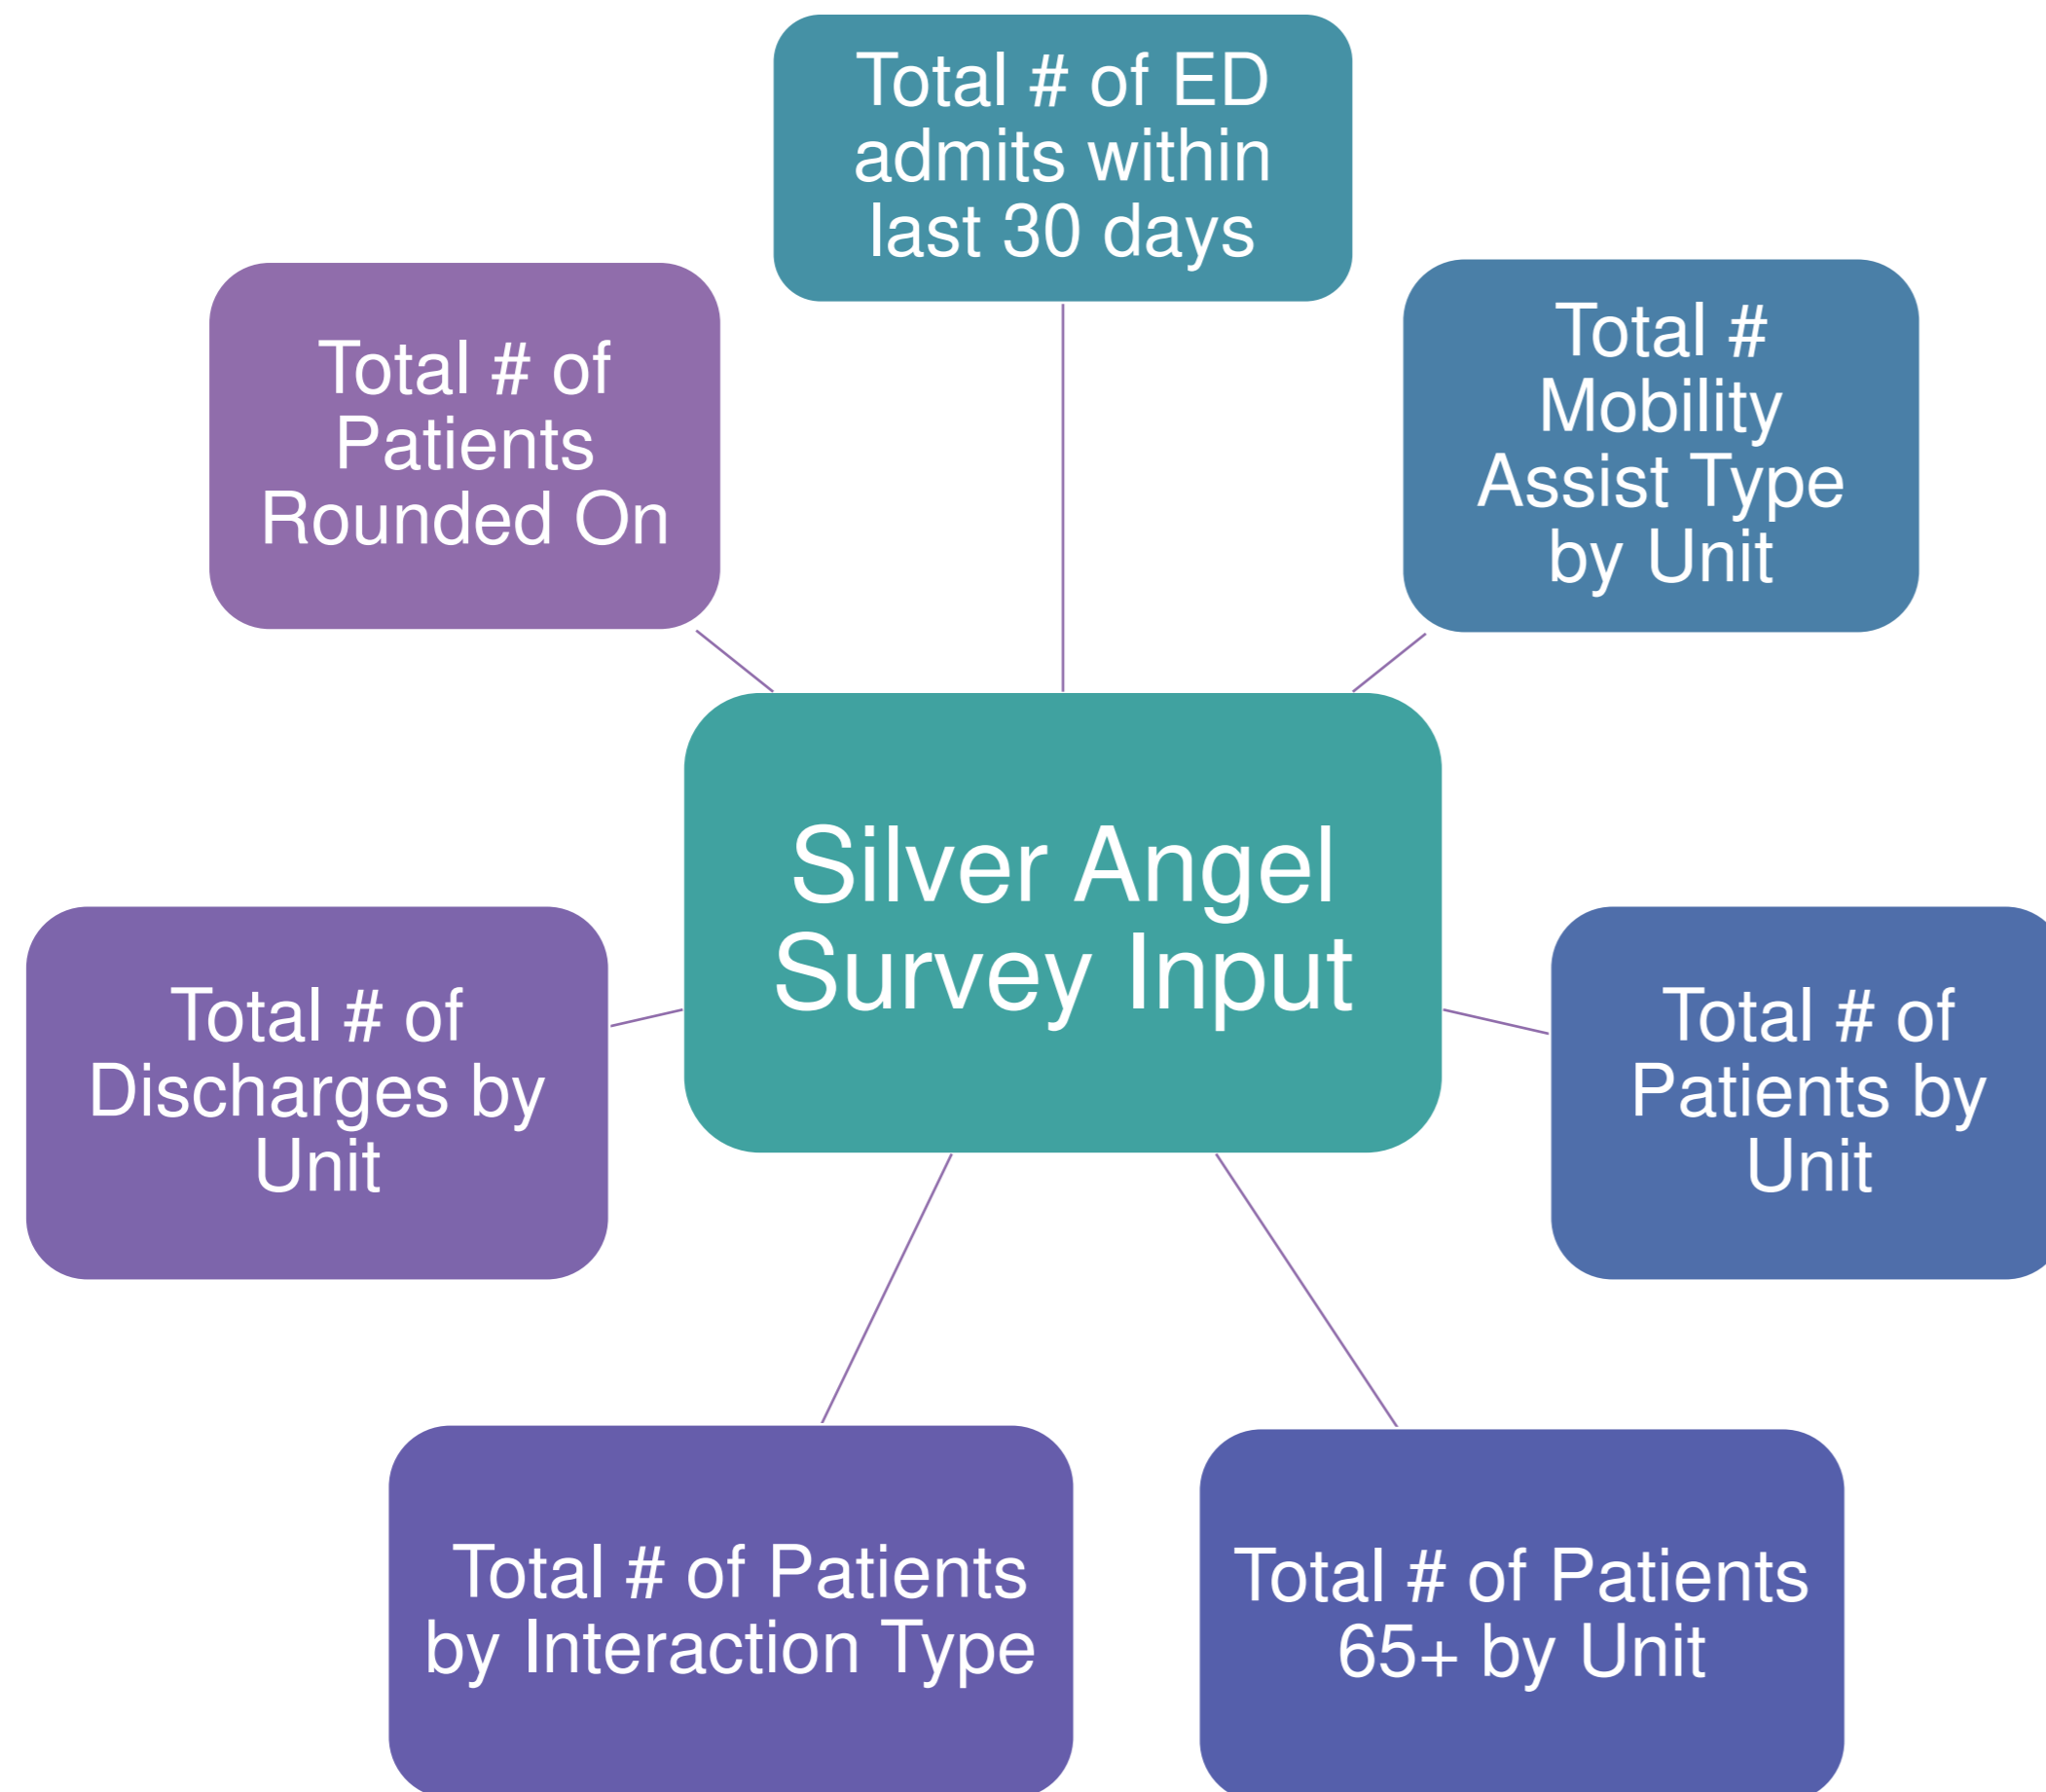 Total # of ED
admits within
last 30 days
Total # of
Patients
Rounded On
Total #
Mobility
Assist Type
by Unit
Silver Angel
Survey Input
Total # of
Discharges by
Unit
Total # of
Patients by
Unit
Total # of Patients
by Interaction Type
Total # of Patients
65+ by Unit